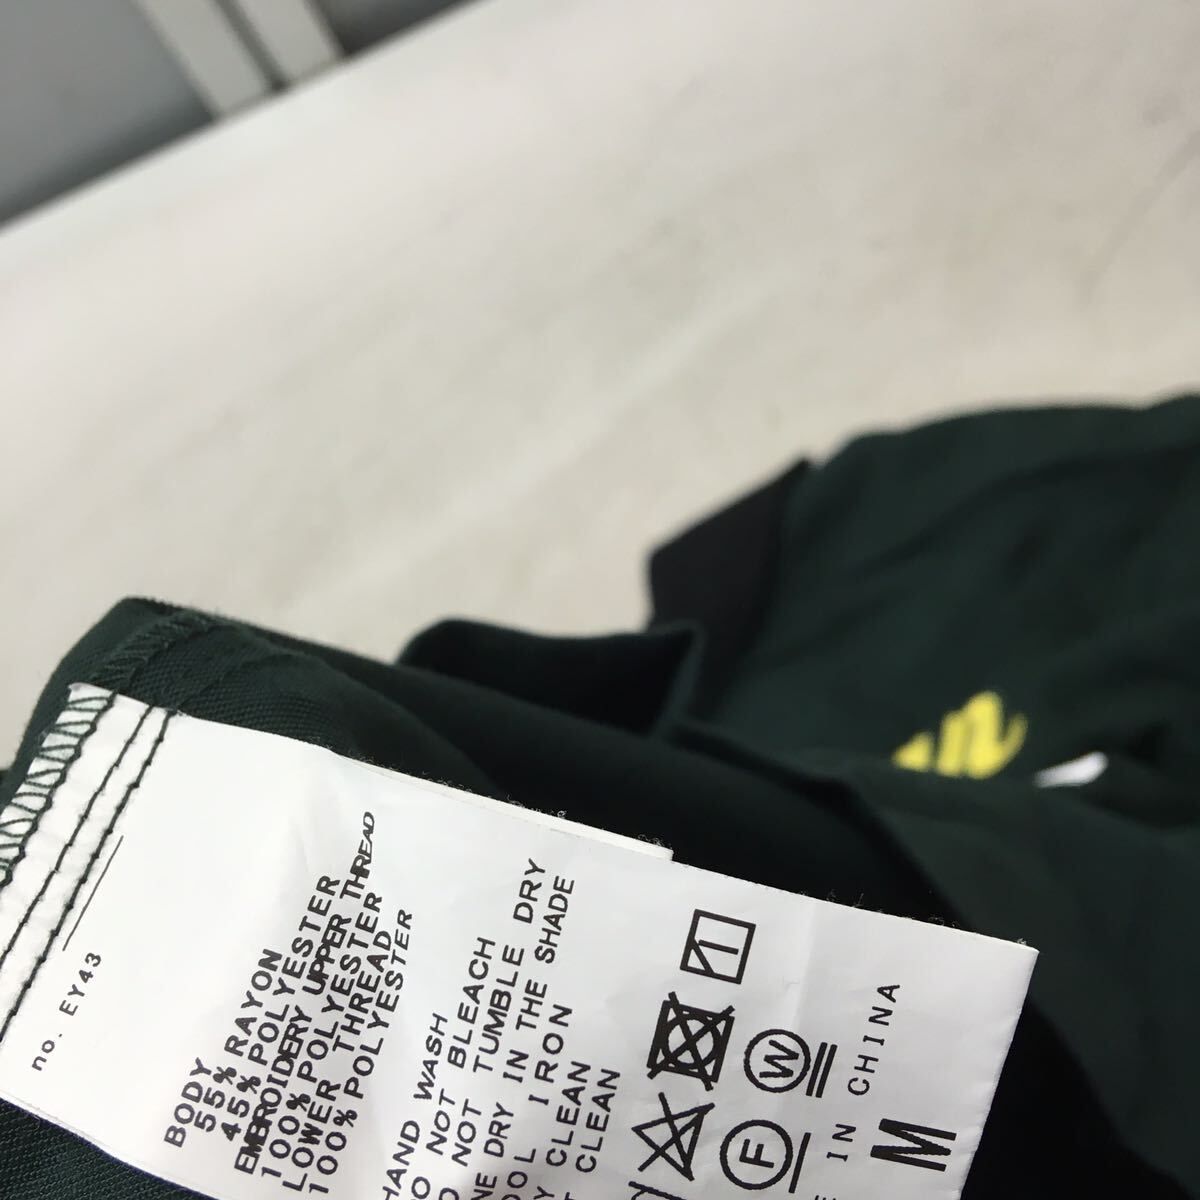 no. EY43
BODY
55% RAYON
45% POLYESTER
EMBROIDERY UPPER THREAD
100% POLYESTER
LOWER THREAD
100% POLYESTER
HAND WASH
DO NOT BLEACH
NOT TUMBLE DRY
DRY IN THE SHADE
IRON
CLEAN
CLEAN
W
F
IN CHINA
M